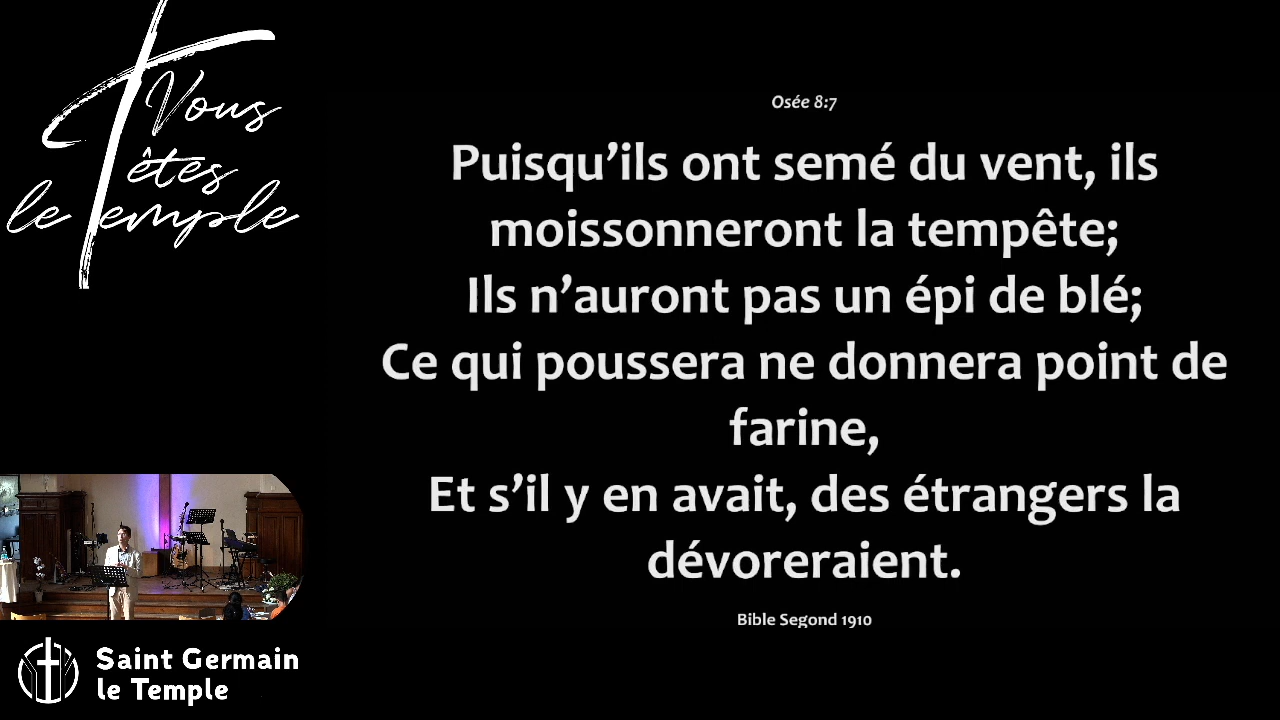 Vous
êtes
le Temple
Osée 8:7
Puisqu’ils ont semé du vent, ils
moissonneront la tempête;
Ils n’auront pas un épi de blé;
Ce qui poussera ne donnera point de
farine,
Et s’il y en avait, des étrangers la
dévoreraient.
Bible Segond 1910
Saint Germain
le Temple